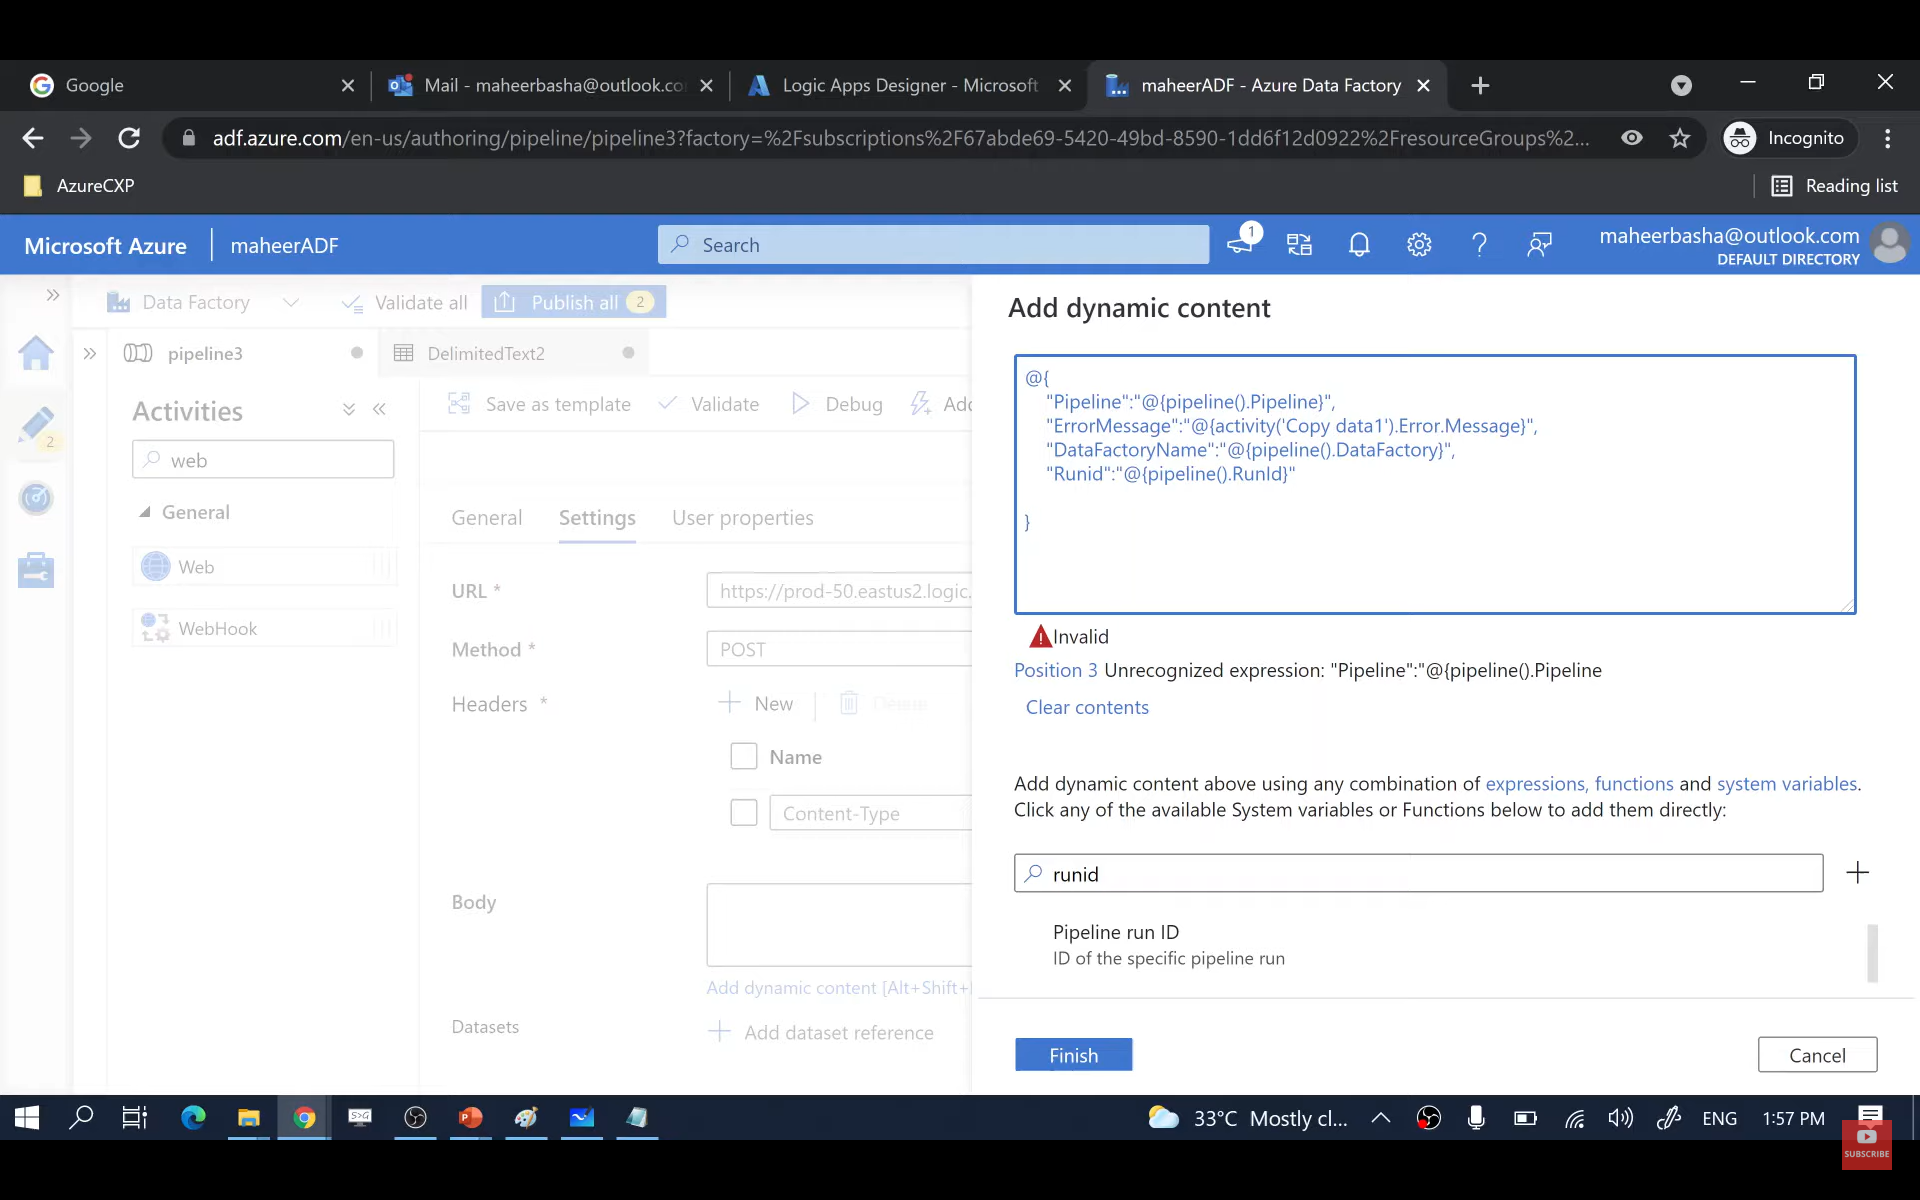 Google
Mail - maheerbasha@outlook.co
Logic Apps Designer - Microsoft
maheerADF - Azure Data Factory
adf.azure.com/en-us/authoring/pipeline/pipeline3?factory=%2Fsubscriptions%2F67abde69-5420-49bd-8590-1dd6f12d0922%2FresourceGroups%2...
Incognito
AzureCXP
Reading list
Microsoft Azure
maheerADF
Search
1
maheerbasha@outlook.com
DEFAULT DIRECTORY
Data Factory
Validate all
Publish all 2
pipeline3
DelimitedText2
2
Activities
web
General
Web
WebHook
Save as template
Validate
Debug
Add
General
Settings
User properties
URL *
https://prod-50.eastus2.logic.
Method *
POST
Headers *
New
Delete
Name
Content-Type
Body
Add dynamic content [Alt+Shift+
Datasets
Add dataset reference
Add dynamic content
@{
"Pipeline":"@{pipeline().Pipeline}",
"ErrorMessage":"@{activity('Copy data1').Error.Message}",
"DataFactoryName":"@{pipeline().DataFactory}",
"Runid":"@{pipeline().RunId}"
}
Invalid
Position 3 Unrecognized expression: "Pipeline":"@{pipeline().Pipeline
Clear contents
Add dynamic content above using any combination of expressions, functions and system variables.
Click any of the available System variables or Functions below to add them directly:
runid
Pipeline run ID
ID of the specific pipeline run
Finish
Cancel
33°C Mostly cl...
ENG
1:57 PM
SUBSCRIBE